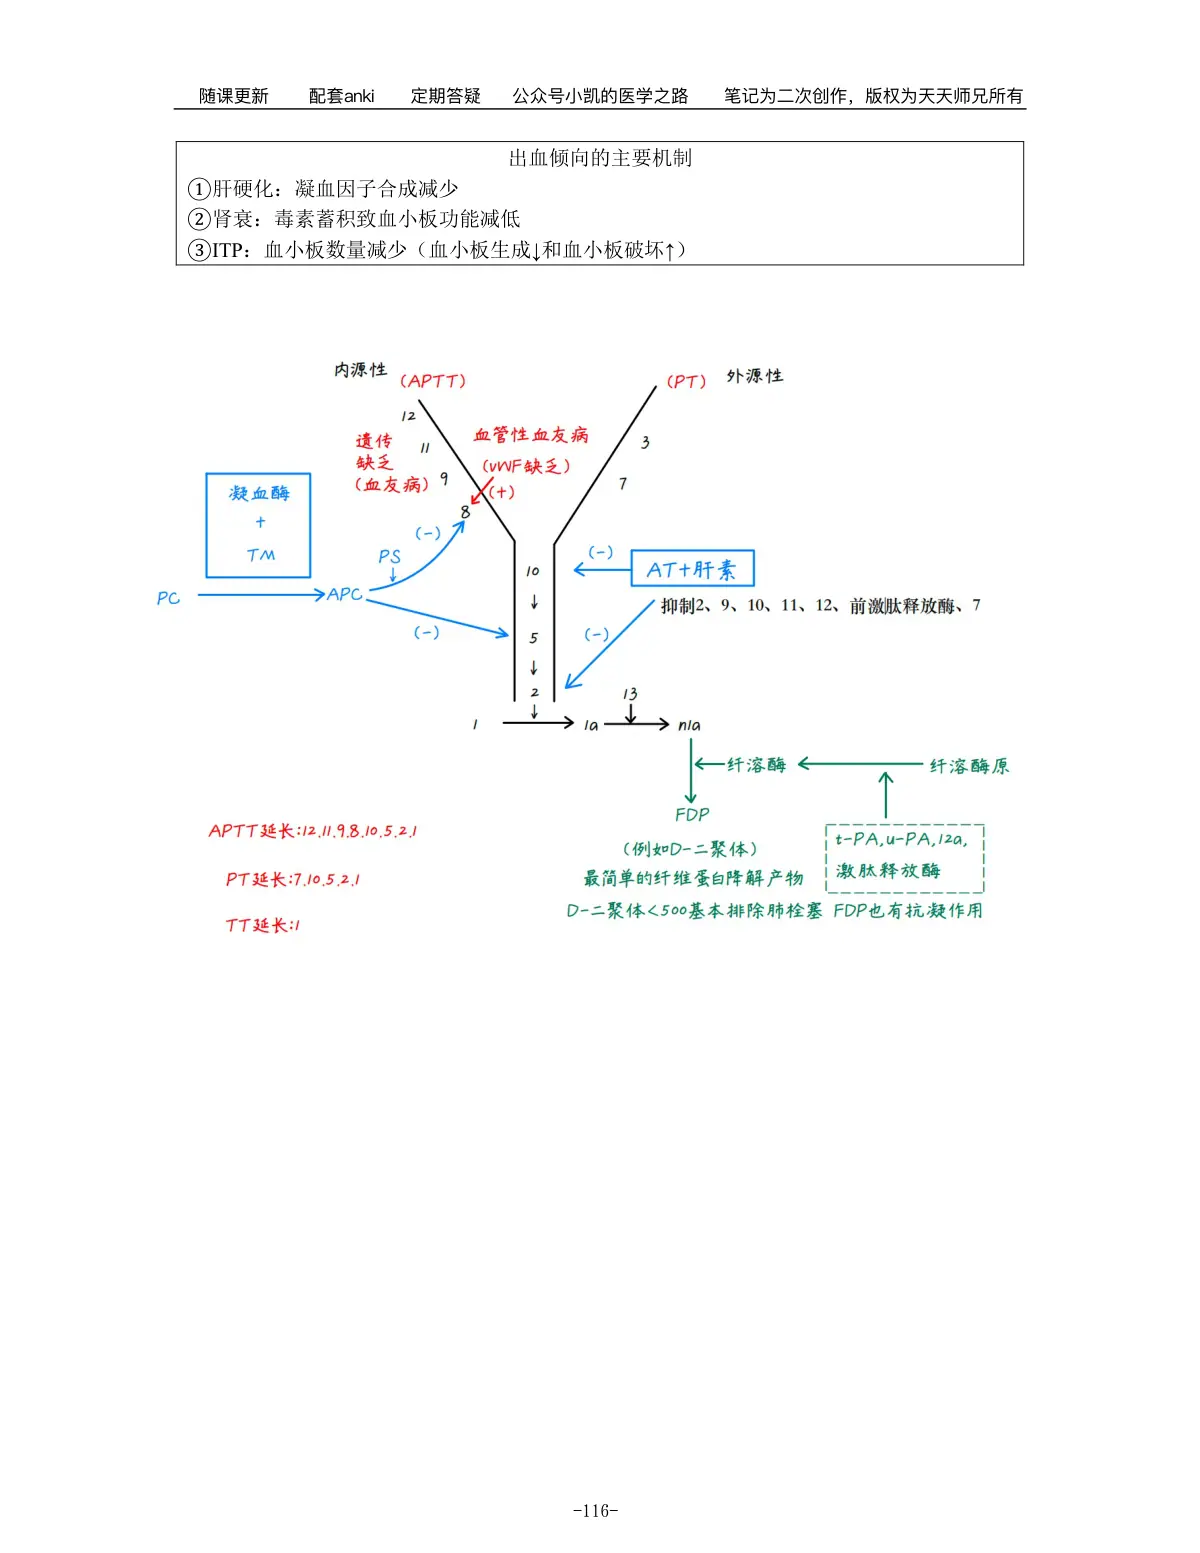 随课更新 配套anki 定期答疑 公众号小凯的医学之路 笔记为二次创作，版权为天天师兄所有
出血倾向的主要机制
①肝硬化：凝血因子合成减少
②肾衰：毒素蓄积致血小板功能减低
③ITP：血小板数量减少（血小板生成↓和血小板破坏↑）
内源性 (APTT)
(PT) 外源性
12
11
9
8
遗传
缺乏
(血友病)
血管性血友病
(vWF缺乏)
(+)
3
7
凝血酶
+
TM
PC
APC
PS
(-)
(-)
10
↓
5
↓
2
↓
(-)
AT+肝素
(-)
抑制2、9、10、11、12、前激肽释放酶、7
1
1a
13
n1a
纤溶酶
纤溶酶原
t-PA,u-PA,12a,
激肽释放酶
FDP
(例如D-二聚体)
最简单的纤维蛋白降解产物
D-二聚体<500基本排除肺栓塞 FDP也有抗凝作用
APTT延长:12.11.9.8.10.5.2.1
PT延长:7.10.5.2.1
TT延长:1
-116-